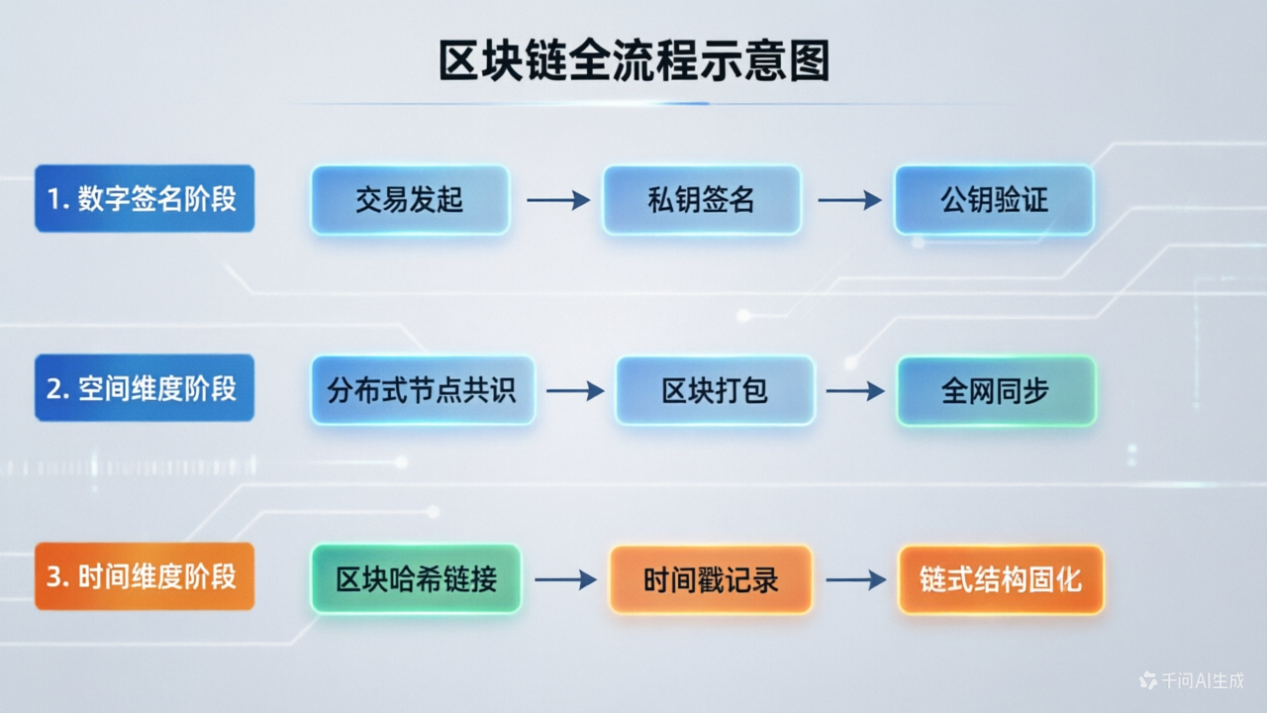 区块链全流程示意图
1. 数字签名阶段
交易发起
私钥签名
公钥验证
2. 空间维度阶段
分布式节点共识
区块打包
全网同步
3. 时间维度阶段
区块哈希链接
时间戳记录
链式结构固化
千问AI生成